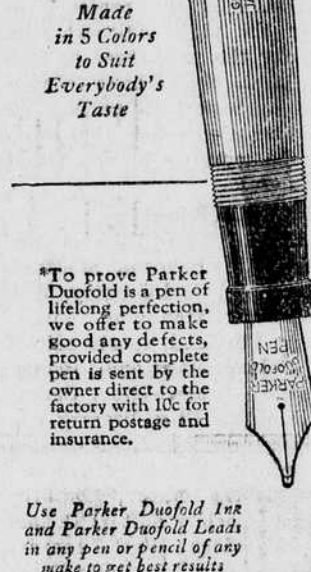 Made
in 5 Colors
to Suit
Everybody's
Taste
*To prove Parker
Duofold is a pen of
lifelong perfection,
we offer to make
good any defects,
provided complete
pen is sent by the
owner direct to the
factory with 10c for
return postage and
insurance.
PARKER
DUOFOLD
PEN
Use Parker Duofold Ink
and Parker Duofold Leads
in any pen or pencil of any
make to get best results